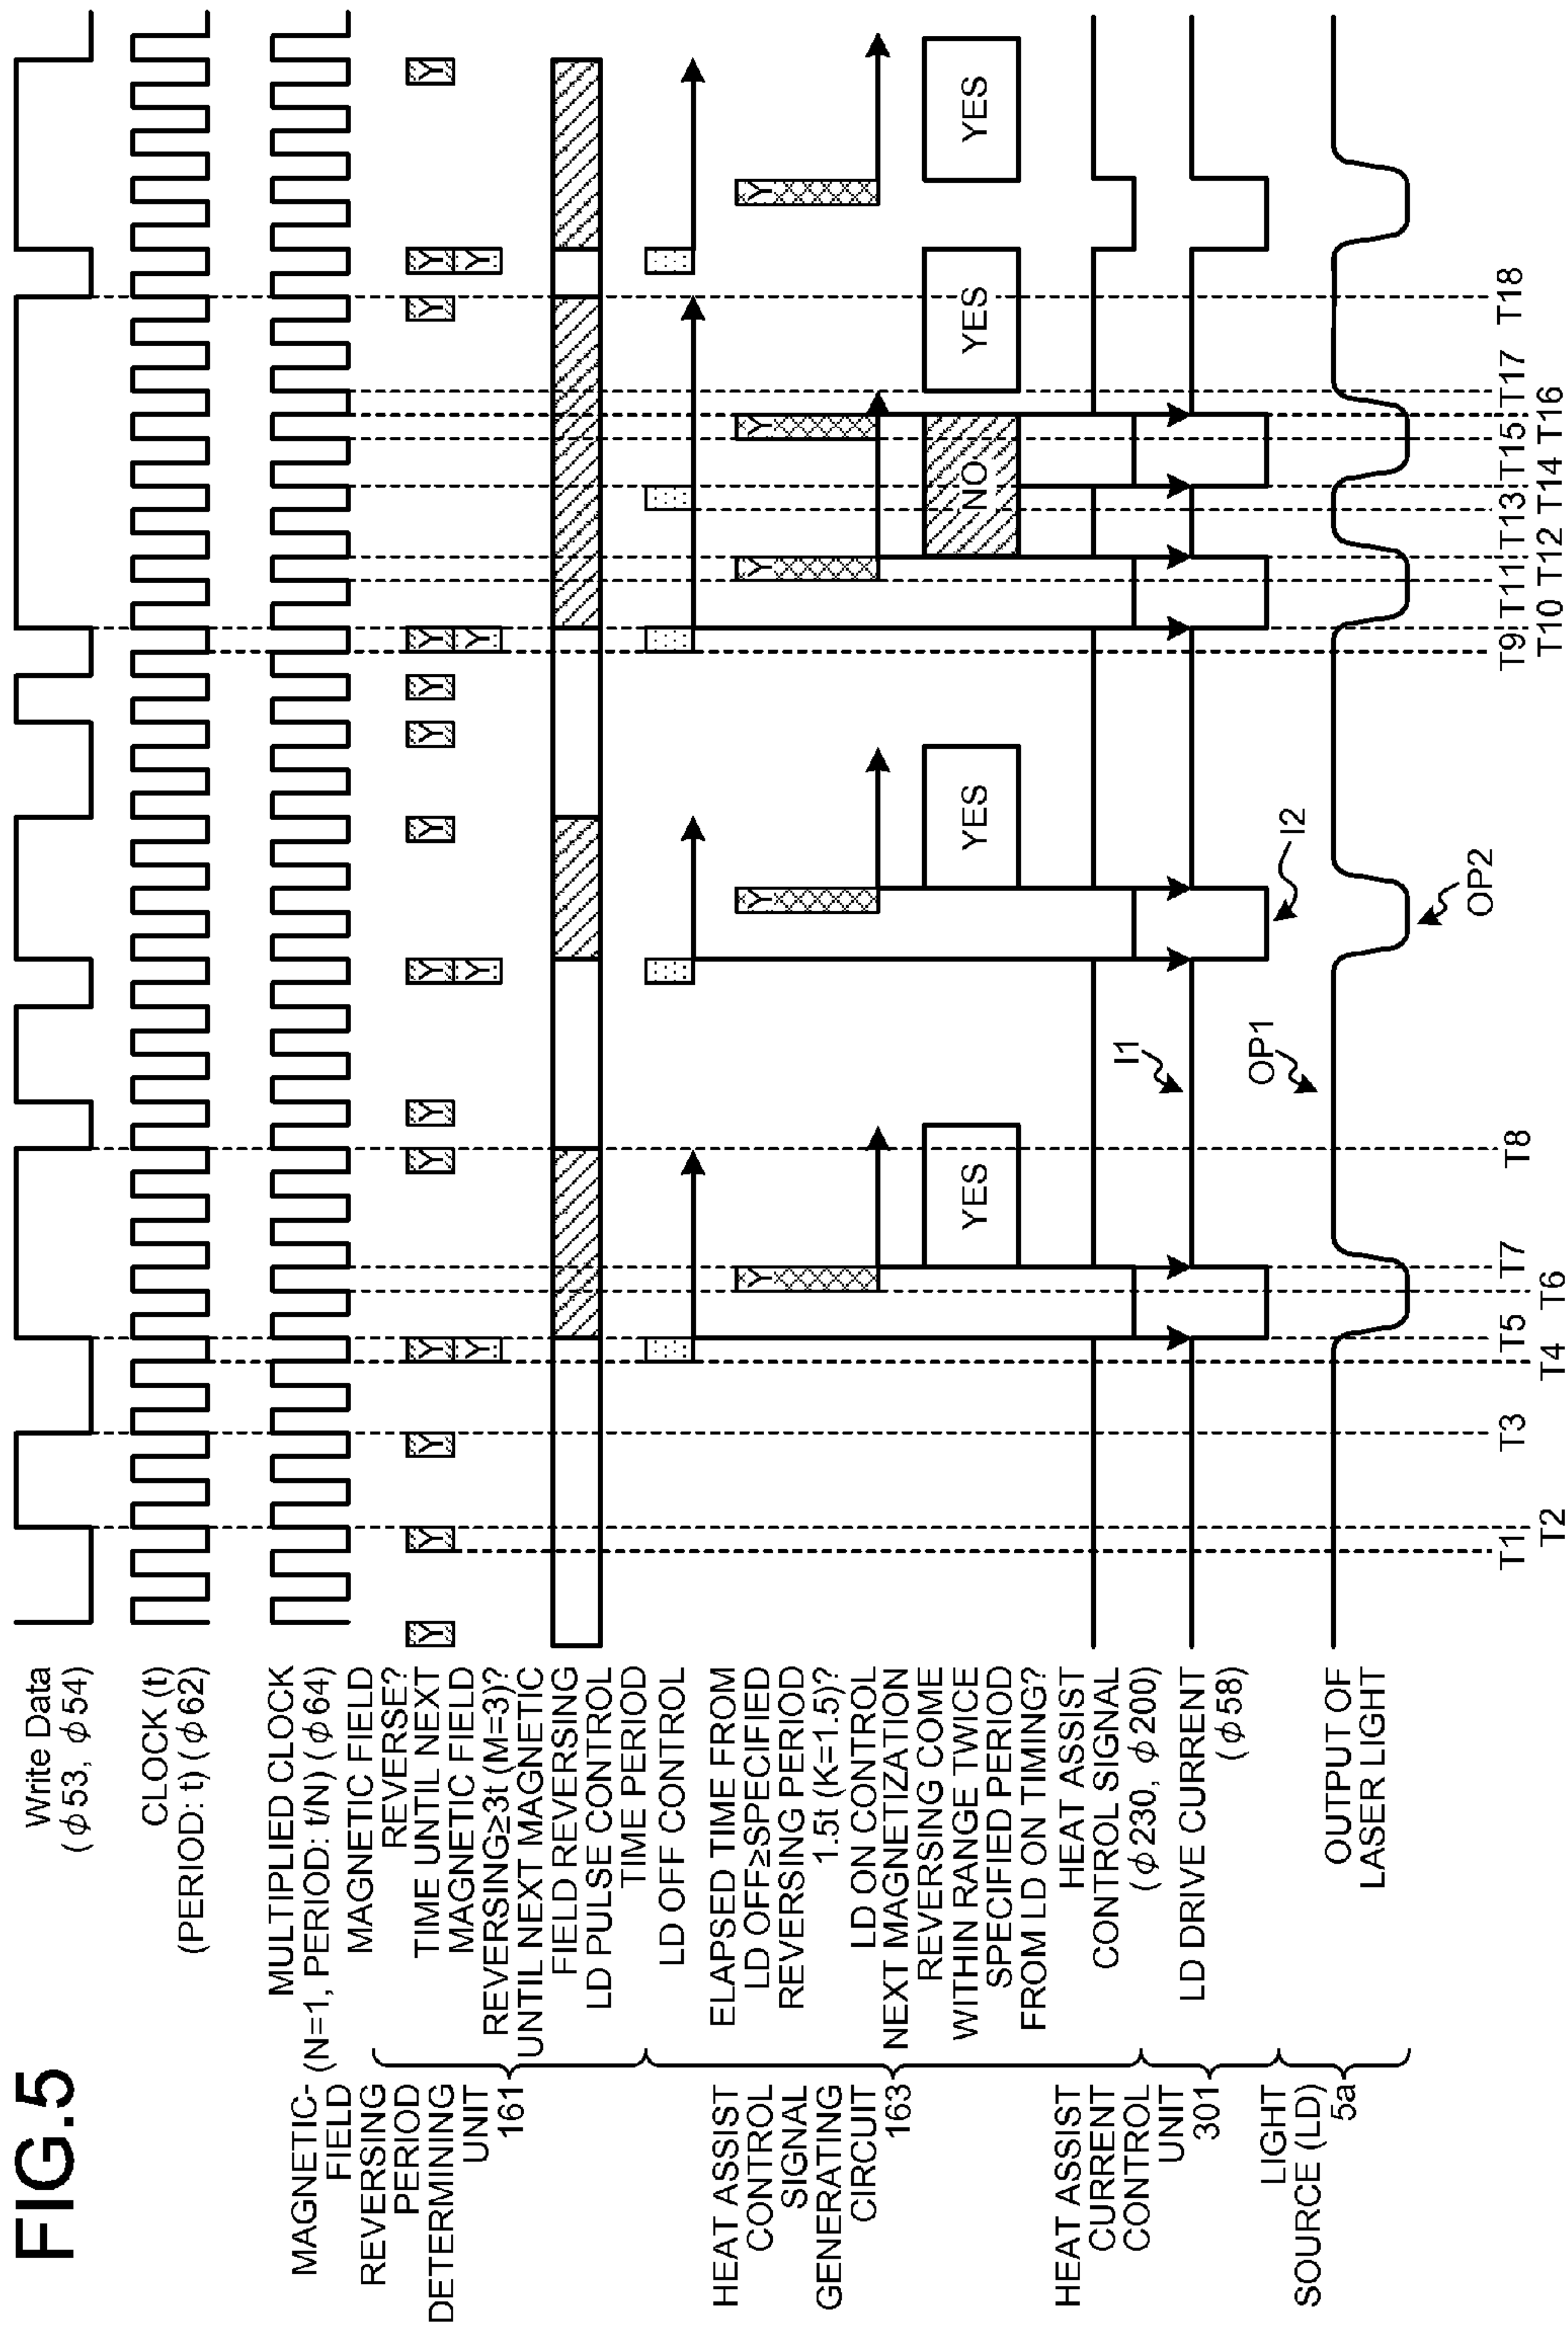 FIG.5
Write Data
(φ53, φ54)
CLOCK (t)
(PERIOD: t) (φ62)
MULTIPLIED CLOCK
(N=1, PERIOD: t/N) (φ64)
MAGNETIC-
FIELD
REVERSING
PERIOD
DETERMINING
UNIT
161
MAGNETIC FIELD
REVERSE?
TIME UNTIL NEXT
MAGNETIC FIELD
REVERSING≥3t (M=3)?
UNTIL NEXT MAGNETIC
FIELD REVERSING
LD PULSE CONTROL
TIME PERIOD
HEAT ASSIST
CONTROL
SIGNAL
GENERATING
CIRCUIT
163
LD OFF CONTROL
ELAPSED TIME FROM
LD OFF≥SPECIFIED
REVERSING PERIOD
1.5t (K=1.5)?
LD ON CONTROL
NEXT MAGNETIZATION
REVERSING COME
WITHIN RANGE TWICE
SPECIFIED PERIOD
FROM LD ON TIMING?
HEAT ASSIST
CONTROL SIGNAL
(φ230, φ200)
HEAT ASSIST
CURRENT
CONTROL
UNIT
301
LD DRIVE CURRENT
(φ58)
LIGHT
SOURCE (LD)
5a
OUTPUT OF
LASER LIGHT
Y Y Y Y Y Y Y Y Y Y Y Y Y Y
Y Y Y Y
Y Y Y Y Y
YES YES NO YES YES
I1
I2
OP1
OP2
T1 T3 T5 T7 T8 T9 T11 T13 T15 T17 T18
T2 T4 T6 T10 T12 T14 T16